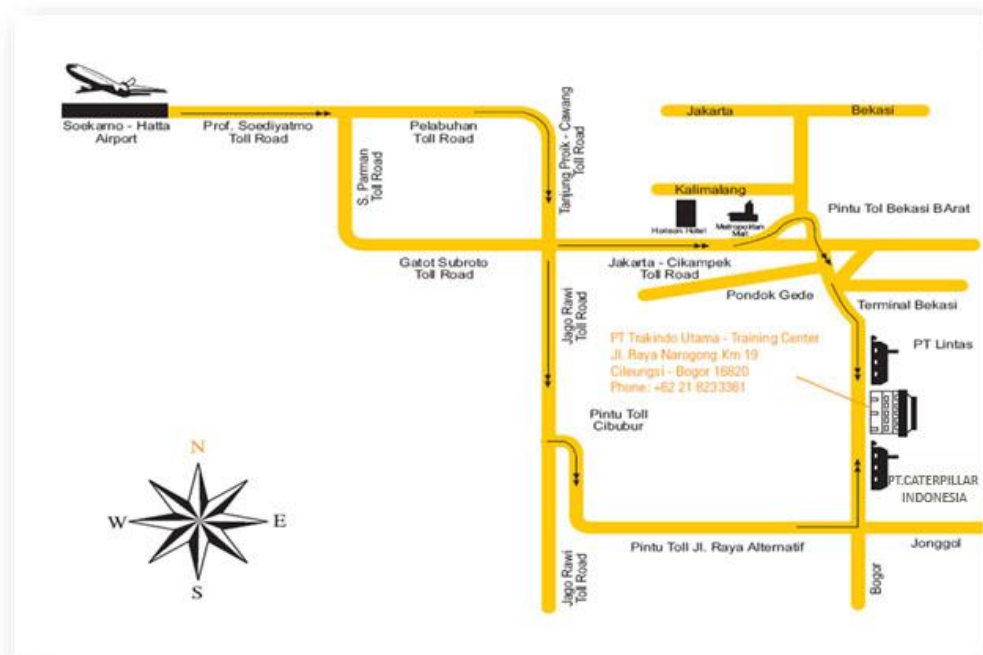 Soekarno - Hatta
Airport
Prof. Soediyatmo
Toll Road
Pelabuhan
Toll Road
Tanjung Proik - Cawang
Toll Road
S. Parman
Toll Road
Jakarta
Bekasi
Kalimalang
Horison Hotel
Metropolitan
Mall
Pintu Tol Bekasi BArat
Gatot Subroto
Toll Road
Jakarta - Cikampek
Toll Road
Pondok Gede
Terminal Bekasi
Jago Rawi
Toll Road
PT Trakindo Utama - Training Center
Jl. Raya Narogong Km 19
Cileungsi - Bogor 16820
Phone: +62 21 8233361
PT Lintas
Pintu Toll
Cibubur
PT.CATERPILLAR
INDONESIA
N
W
E
S
Pintu Toll Jl. Raya Alternatif
Jonggol
Jago Rawi
Toll Road
Bogor